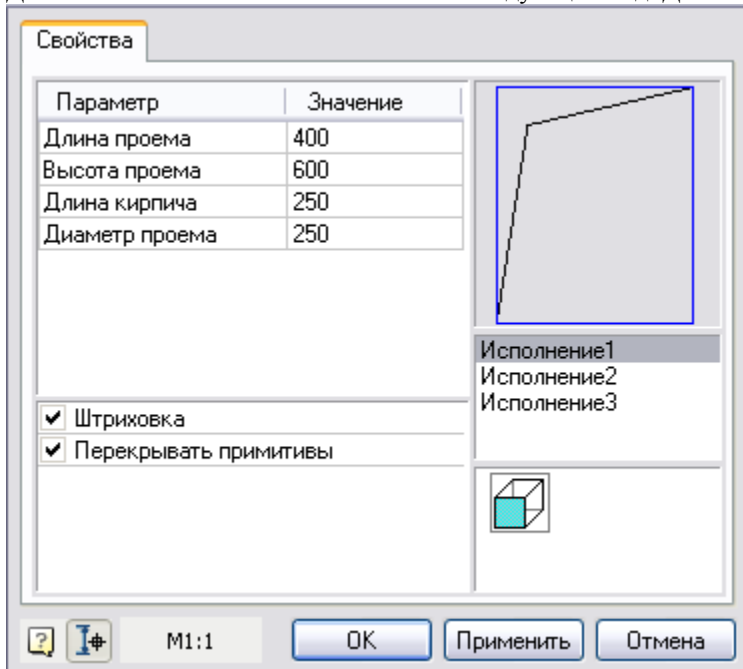 Свойства
Параметр Значение
Длина проема 400
Высота проема 600
Длина кирпича 250
Диаметр проема 250
Исполнение1
Исполнение2
Исполнение3
Штриховка
Перекрывать примитивы
М1:1 OK Применить Отмена